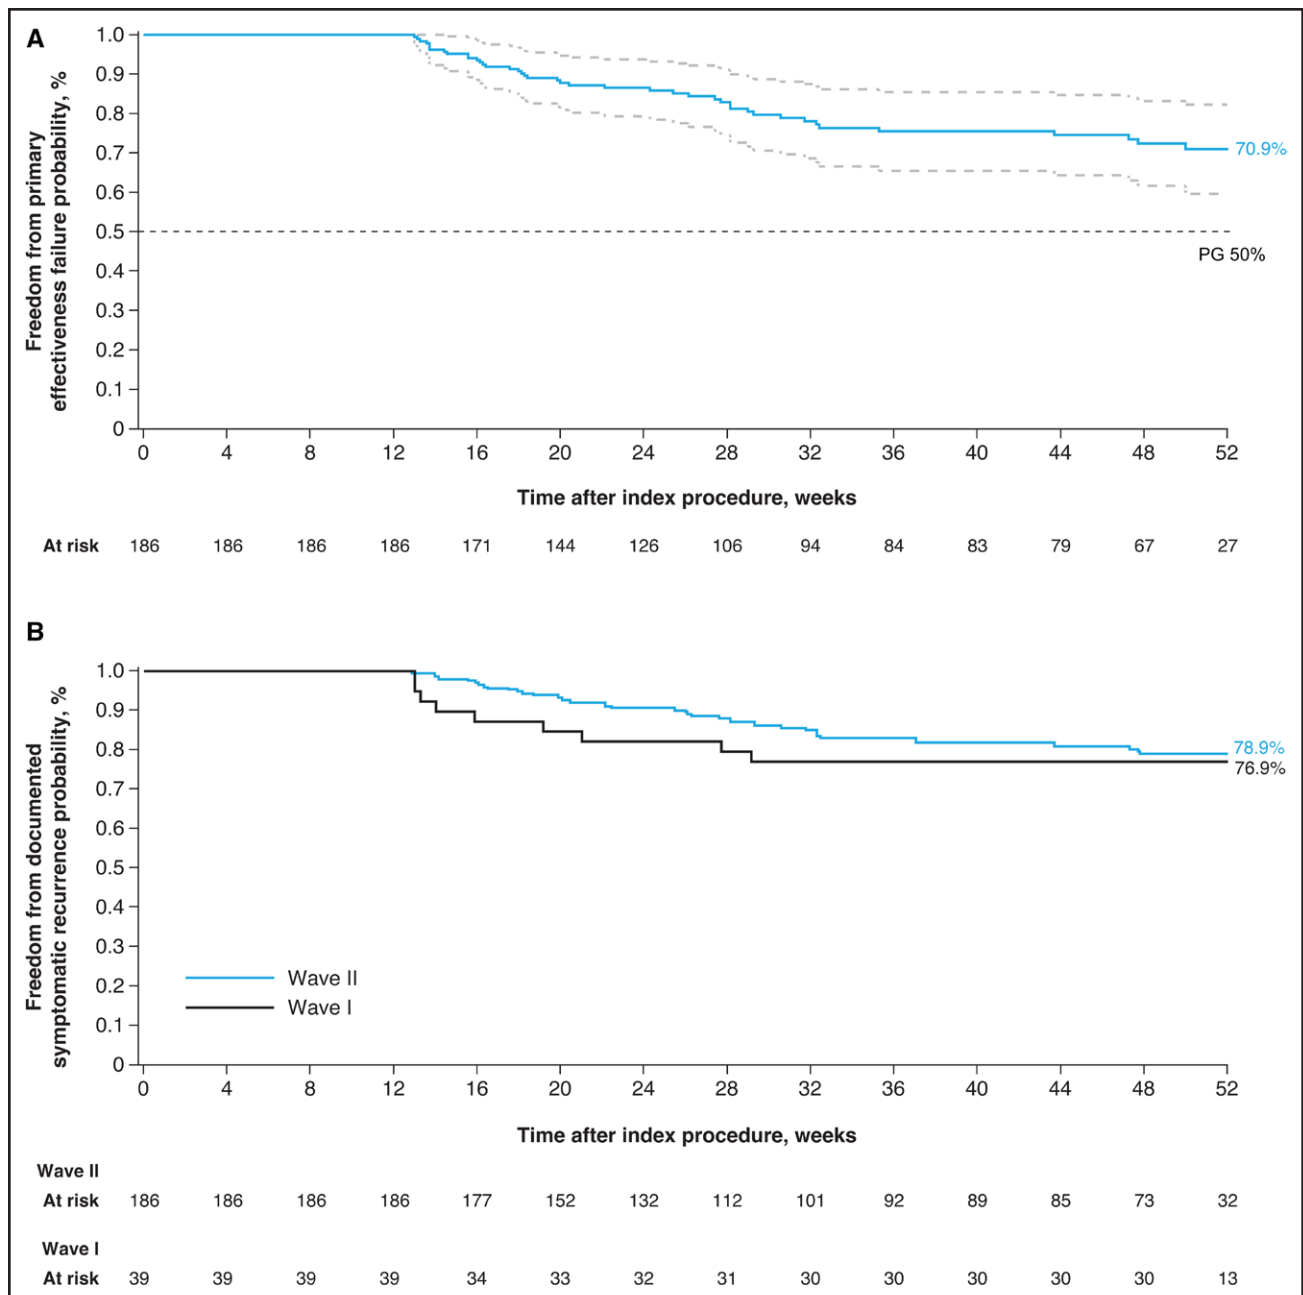 A
Freedom from primary
effectiveness failure probability, %
1.0
0.9
0.8
0.7
0.6
0.5
0.4
0.3
0.2
0.1
0
70.9%
PG 50%
0 4 8 12 16 20 24 28 32 36 40 44 48 52
Time after index procedure, weeks
At risk 186 186 186 186 171 144 126 106 94 84 83 79 67 27
B
Freedom from documented
symptomatic recurrence probability, %
1.0
0.9
0.8
0.7
0.6
0.5
0.4
0.3
0.2
0.1
0
78.9%
76.9%
Wave II
Wave I
0 4 8 12 16 20 24 28 32 36 40 44 48 52
Time after index procedure, weeks
Wave II
At risk 186 186 186 186 177 152 132 112 101 92 89 85 73 32
Wave I
At risk 39 39 39 39 34 33 32 31 30 30 30 30 30 13